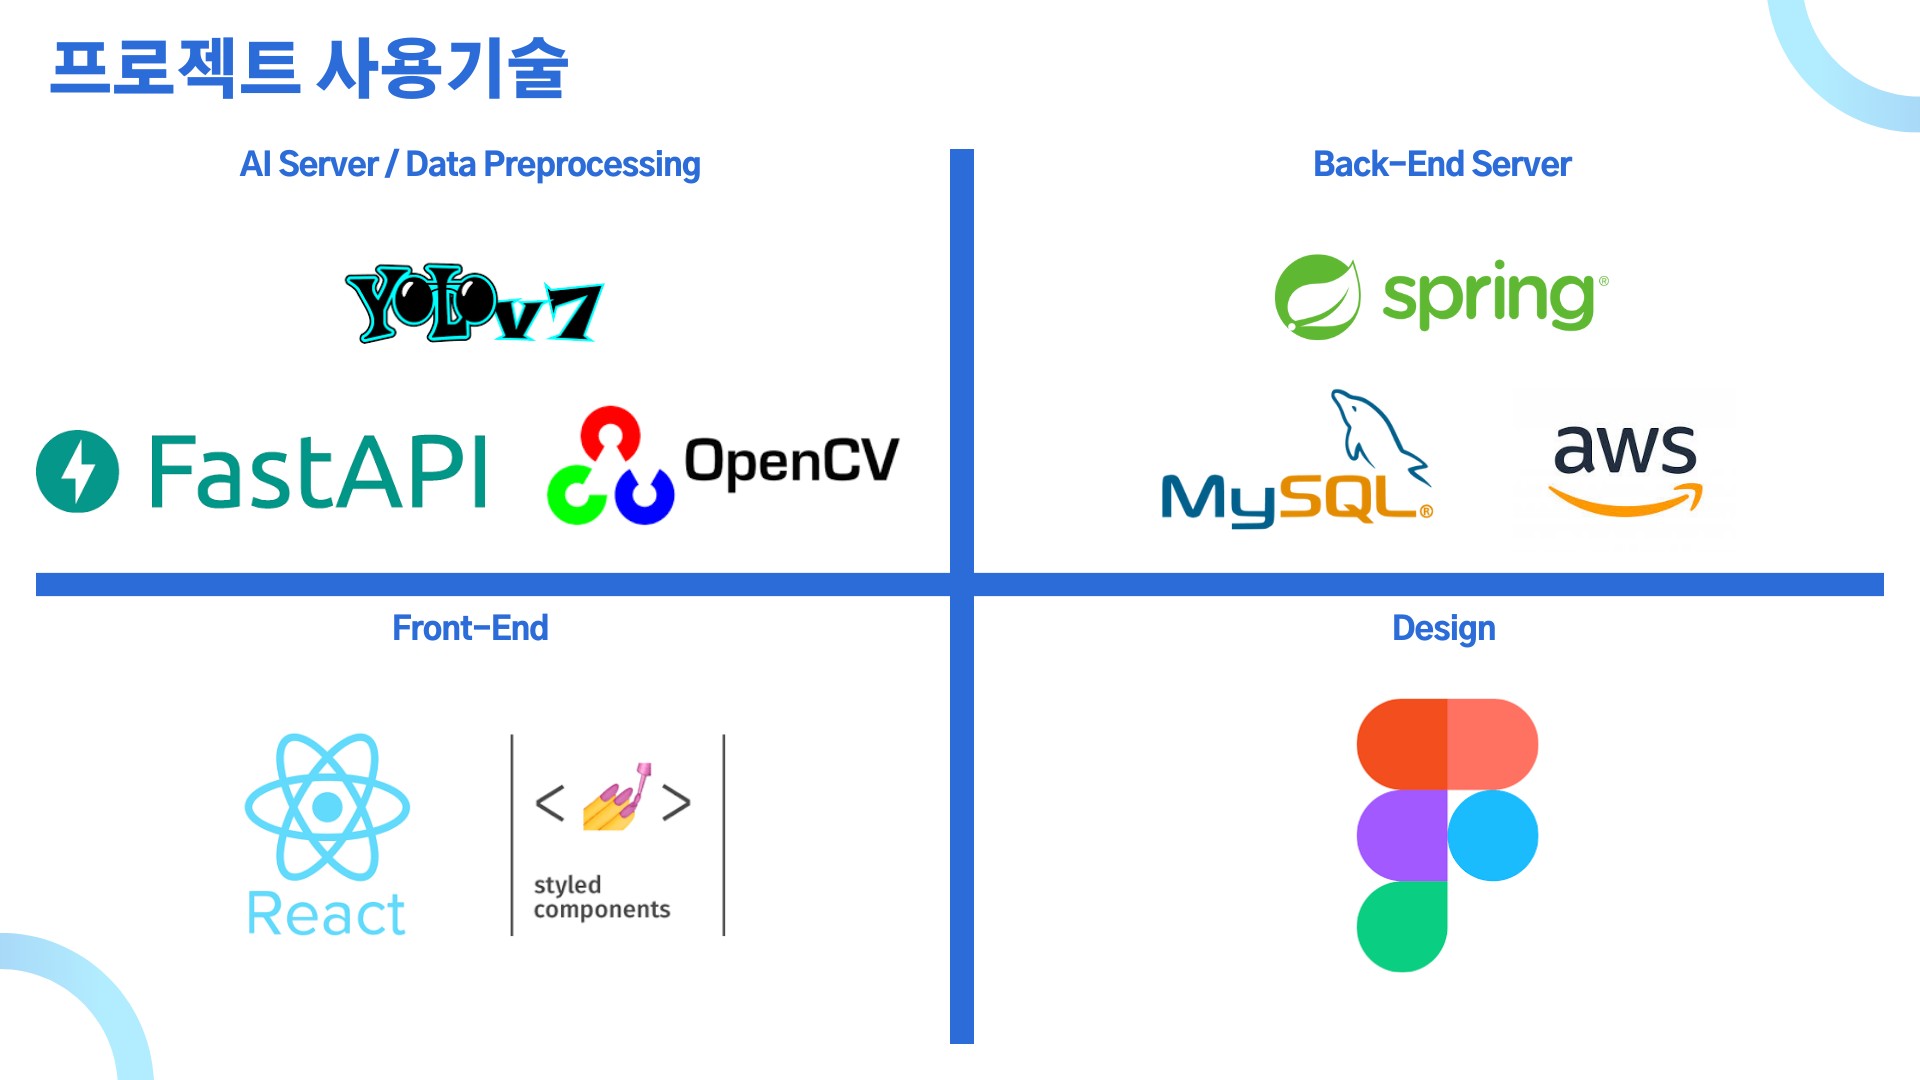 프로젝트 사용기술
AI Server / Data Preprocessing
YOLOv7
FastAPI
OpenCV
Back-End Server
spring®
MySQL®
aws
Front-End
React
< >
styled
components
Design